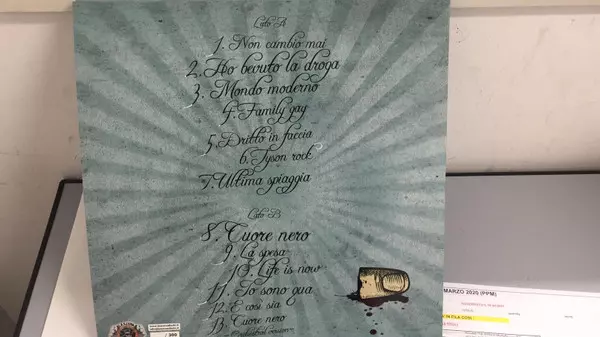 Lato A
1. Non cambio mai
2. Ho bevuto la droga
3. Mondo moderno
4. Family gay
5. Dritto in faccia
6. Tyson rock
7. Ultima spiaggia
Lato B
8. Cuore nero
9. La spesa
10. Life is now
11. Io sono qua
12. E così sia
13. Cuore nero
MARZO 2020 (PPM)